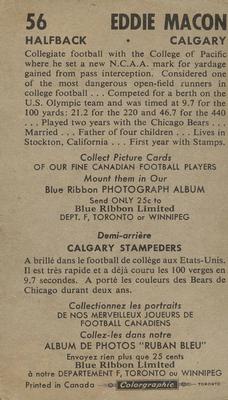 56 EDDIE MACON
HALFBACK • CALGARY
Collegiate football with the College of Pacific
where he set a new N.C.A.A. mark for yardage
gained from pass interception. Considered one
of the most dangerous open-field runners in
college football . . . Competed for a berth on the
U.S. Olympic team and was timed at 9.7 for the
100 yards; 21.2 for the 220 and 46.7 for the 440
. . . Played two years with the Chicago Bears . . .
Married . . . Father of four children . . . Lives in
Stockton, California . . . First year with Stamps.
Collect Picture Cards
OF OUR FINE CANADIAN FOOTBALL PLAYERS
Mount them in Our
Blue Ribbon PHOTOGRAPH ALBUM
Send ONLY 25c to
Blue Ribbon Limited
DEPT. F, TORONTO or WINNIPEG
Demi-arrière
CALGARY STAMPEDERS
A brillé dans le football de collège aux Etats-Unis.
Il est très rapide et a déjà couru les 100 verges en
9.7 secondes. A porté les couleurs des Bears de
Chicago durant deux ans.
Collectionnez les portraits
DE NOS MERVEILLEUX JOUEURS DE
FOOTBALL CANADIENS
Collez-les dans notre
ALBUM DE PHOTOS "RUBAN BLEU"
Envoyez rien plus que 25 cents
Blue Ribbon Limited
à notre DEPARTEMENT F, TORONTO ou WINNIPEG
Printed in Canada Colorgraphic TORONTO